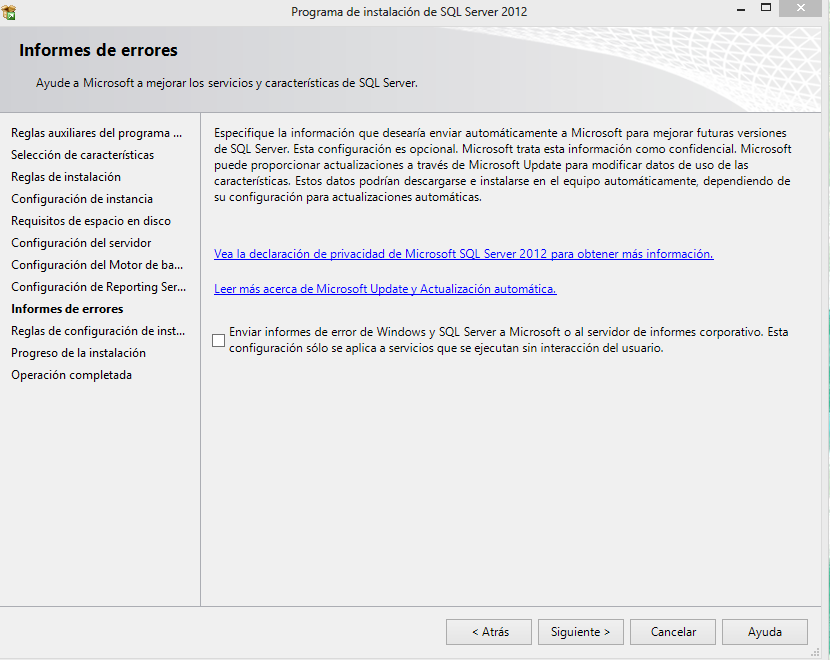 Programa de instalación de SQL Server 2012
Informes de errores
Ayude a Microsoft a mejorar los servicios y características de SQL Server.
Reglas auxiliares del programa ...
Selección de características
Reglas de instalación
Configuración de instancia
Requisitos de espacio en disco
Configuración del servidor
Configuración del Motor de ba...
Configuración de Reporting Ser...
Informes de errores
Reglas de configuración de inst...
Progreso de la instalación
Operación completada
Especifique la información que desearía enviar automáticamente a Microsoft para mejorar futuras versiones
de SQL Server. Esta configuración es opcional. Microsoft trata esta información como confidencial. Microsoft
puede proporcionar actualizaciones a través de Microsoft Update para modificar datos de uso de las
características. Estos datos podrían descargarse e instalarse en el equipo automáticamente, dependiendo de
su configuración para actualizaciones automáticas.
Vea la declaración de privacidad de Microsoft SQL Server 2012 para obtener más información.
Leer más acerca de Microsoft Update y Actualización automática.
Enviar informes de error de Windows y SQL Server a Microsoft o al servidor de informes corporativo. Esta
configuración sólo se aplica a servicios que se ejecutan sin interacción del usuario.
< Atrás
Siguiente >
Cancelar
Ayuda